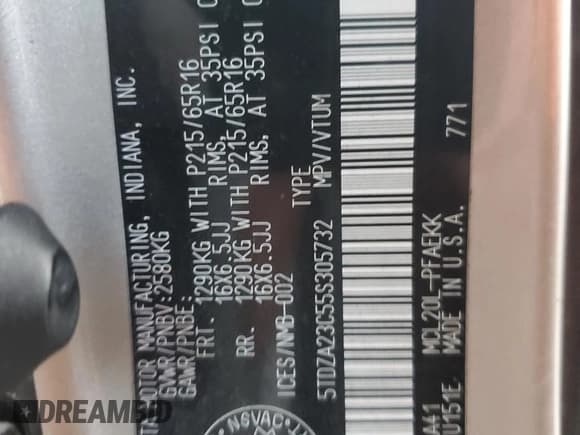 MOTOR MANUFACTURING, INDIANA, INC.
GVWR/PNBV:2580KG
GAWR/PNBE:
FRT. 1290KG WITH P215/65R16
16X6.5JJ RIMS, AT 35PSI
RR. 1290KG WITH P215/65R16
16X6.5JJ RIMS, AT 35PSI
ICES/NMB-002
TYPE
5TDZA23C55S305732 MPV/VTUM
MCL20L-PFAEKK 771
U151E MADE IN U.S.A.
NSVAC
DREAMBID